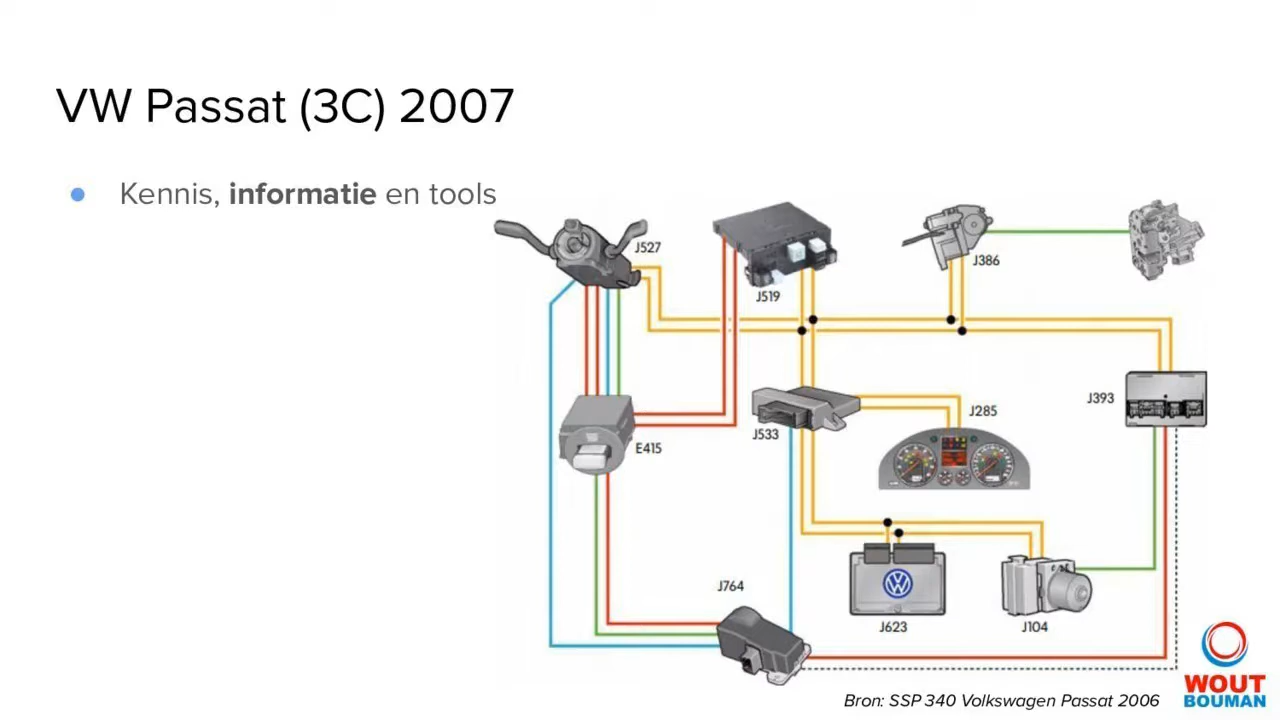 VW Passat (3C) 2007
● Kennis, informatie en tools
J527
J519
J386
J393
J533
J285
E415
J764
J623
J104
Bron: SSP 340 Volkswagen Passat 2006
WOUT
BOUMAN